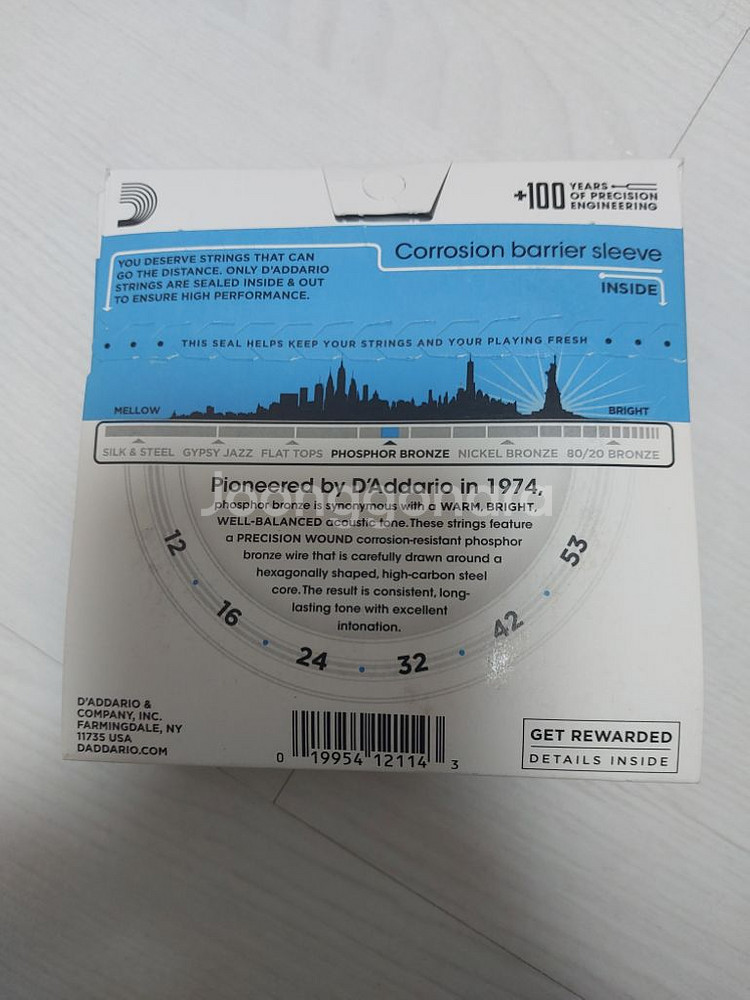 +100 YEARS
OF PRECISION
ENGINEERING
YOU DESERVE STRINGS THAT CAN
GO THE DISTANCE. ONLY D'ADDARIO
STRINGS ARE SEALED INSIDE & OUT
TO ENSURE HIGH PERFORMANCE.
Corrosion barrier sleeve
INSIDE
THIS SEAL HELPS KEEP YOUR STRINGS AND YOUR PLAYING FRESH
MELLOW BRIGHT
SILK & STEEL GYPSY JAZZ FLAT TOPS PHOSPHOR BRONZE NICKEL BRONZE 80/20 BRONZE
Pioneered by D'Addario in 1974,
phosphor bronze is synonymous with a WARM, BRIGHT,
WELL-BALANCED acoustic tone. These strings feature
a PRECISION WOUND corrosion-resistant phosphor
bronze wire that is carefully drawn around a
hexagonally shaped, high-carbon steel
core. The result is consistent, long-
lasting tone with excellent
intonation.
Joonggonara
12 • 16 • 24 • 32 • 42 • 53
D'ADDARIO &
COMPANY, INC.
FARMINGDALE, NY
11735 USA
DADDARIO.COM
0 19954 12114 3
GET REWARDED
DETAILS INSIDE